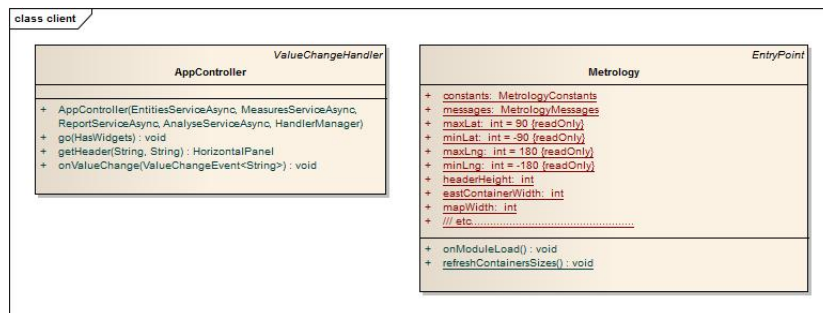 class client
ValueChangeHandler
AppController
+ AppController(EntitiesServiceAsync, MeasuresServiceAsync,
ReportServiceAsync, AnalyseServiceAsync, HandlerManager)
+ go(HasWidgets) : void
+ getHeader(String, String) : HorizontalPanel
+ onValueChange(ValueChangeEvent<String>) : void
EntryPoint
Metrology
+ constants: MetrologyConstants
+ messages: MetrologyMessages
+ maxLat: int = 90 {readOnly}
+ minLat: int = -90 {readOnly}
+ maxLng: int = 180 {readOnly}
+ minLng: int = -180 {readOnly}
+ headerHeight: int
+ eastContainerWidth: int
+ mapWidth: int
+ /// etc..................................................
+ onModuleLoad() : void
+ refreshContainersSizes() : void